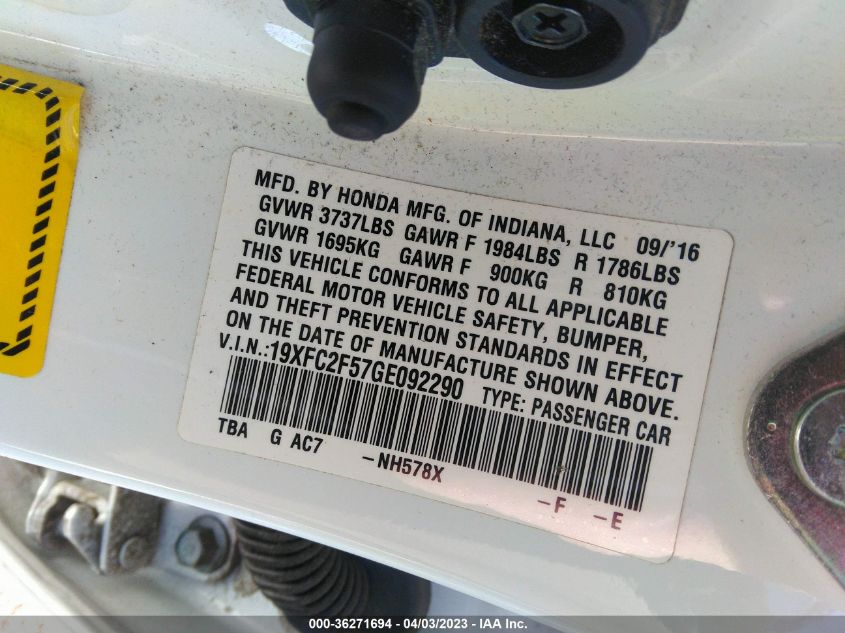 MFD. BY HONDA MFG. OF INDIANA, LLC 09/'16
GVWR 3737LBS GAWR F 1984LBS R 1786LBS
GVWR 1695KG GAWR F 900KG R 810KG
THIS VEHICLE CONFORMS TO ALL APPLICABLE
FEDERAL MOTOR VEHICLE SAFETY, BUMPER,
AND THEFT PREVENTION STANDARDS IN EFFECT
ON THE DATE OF MANUFACTURE SHOWN ABOVE.
V.I.N.:19XFC2F57GE092290 TYPE: PASSENGER CAR
TBA G AC7 -NH578X -F -E
000-36271694 - 04/03/2023 - IAA Inc.